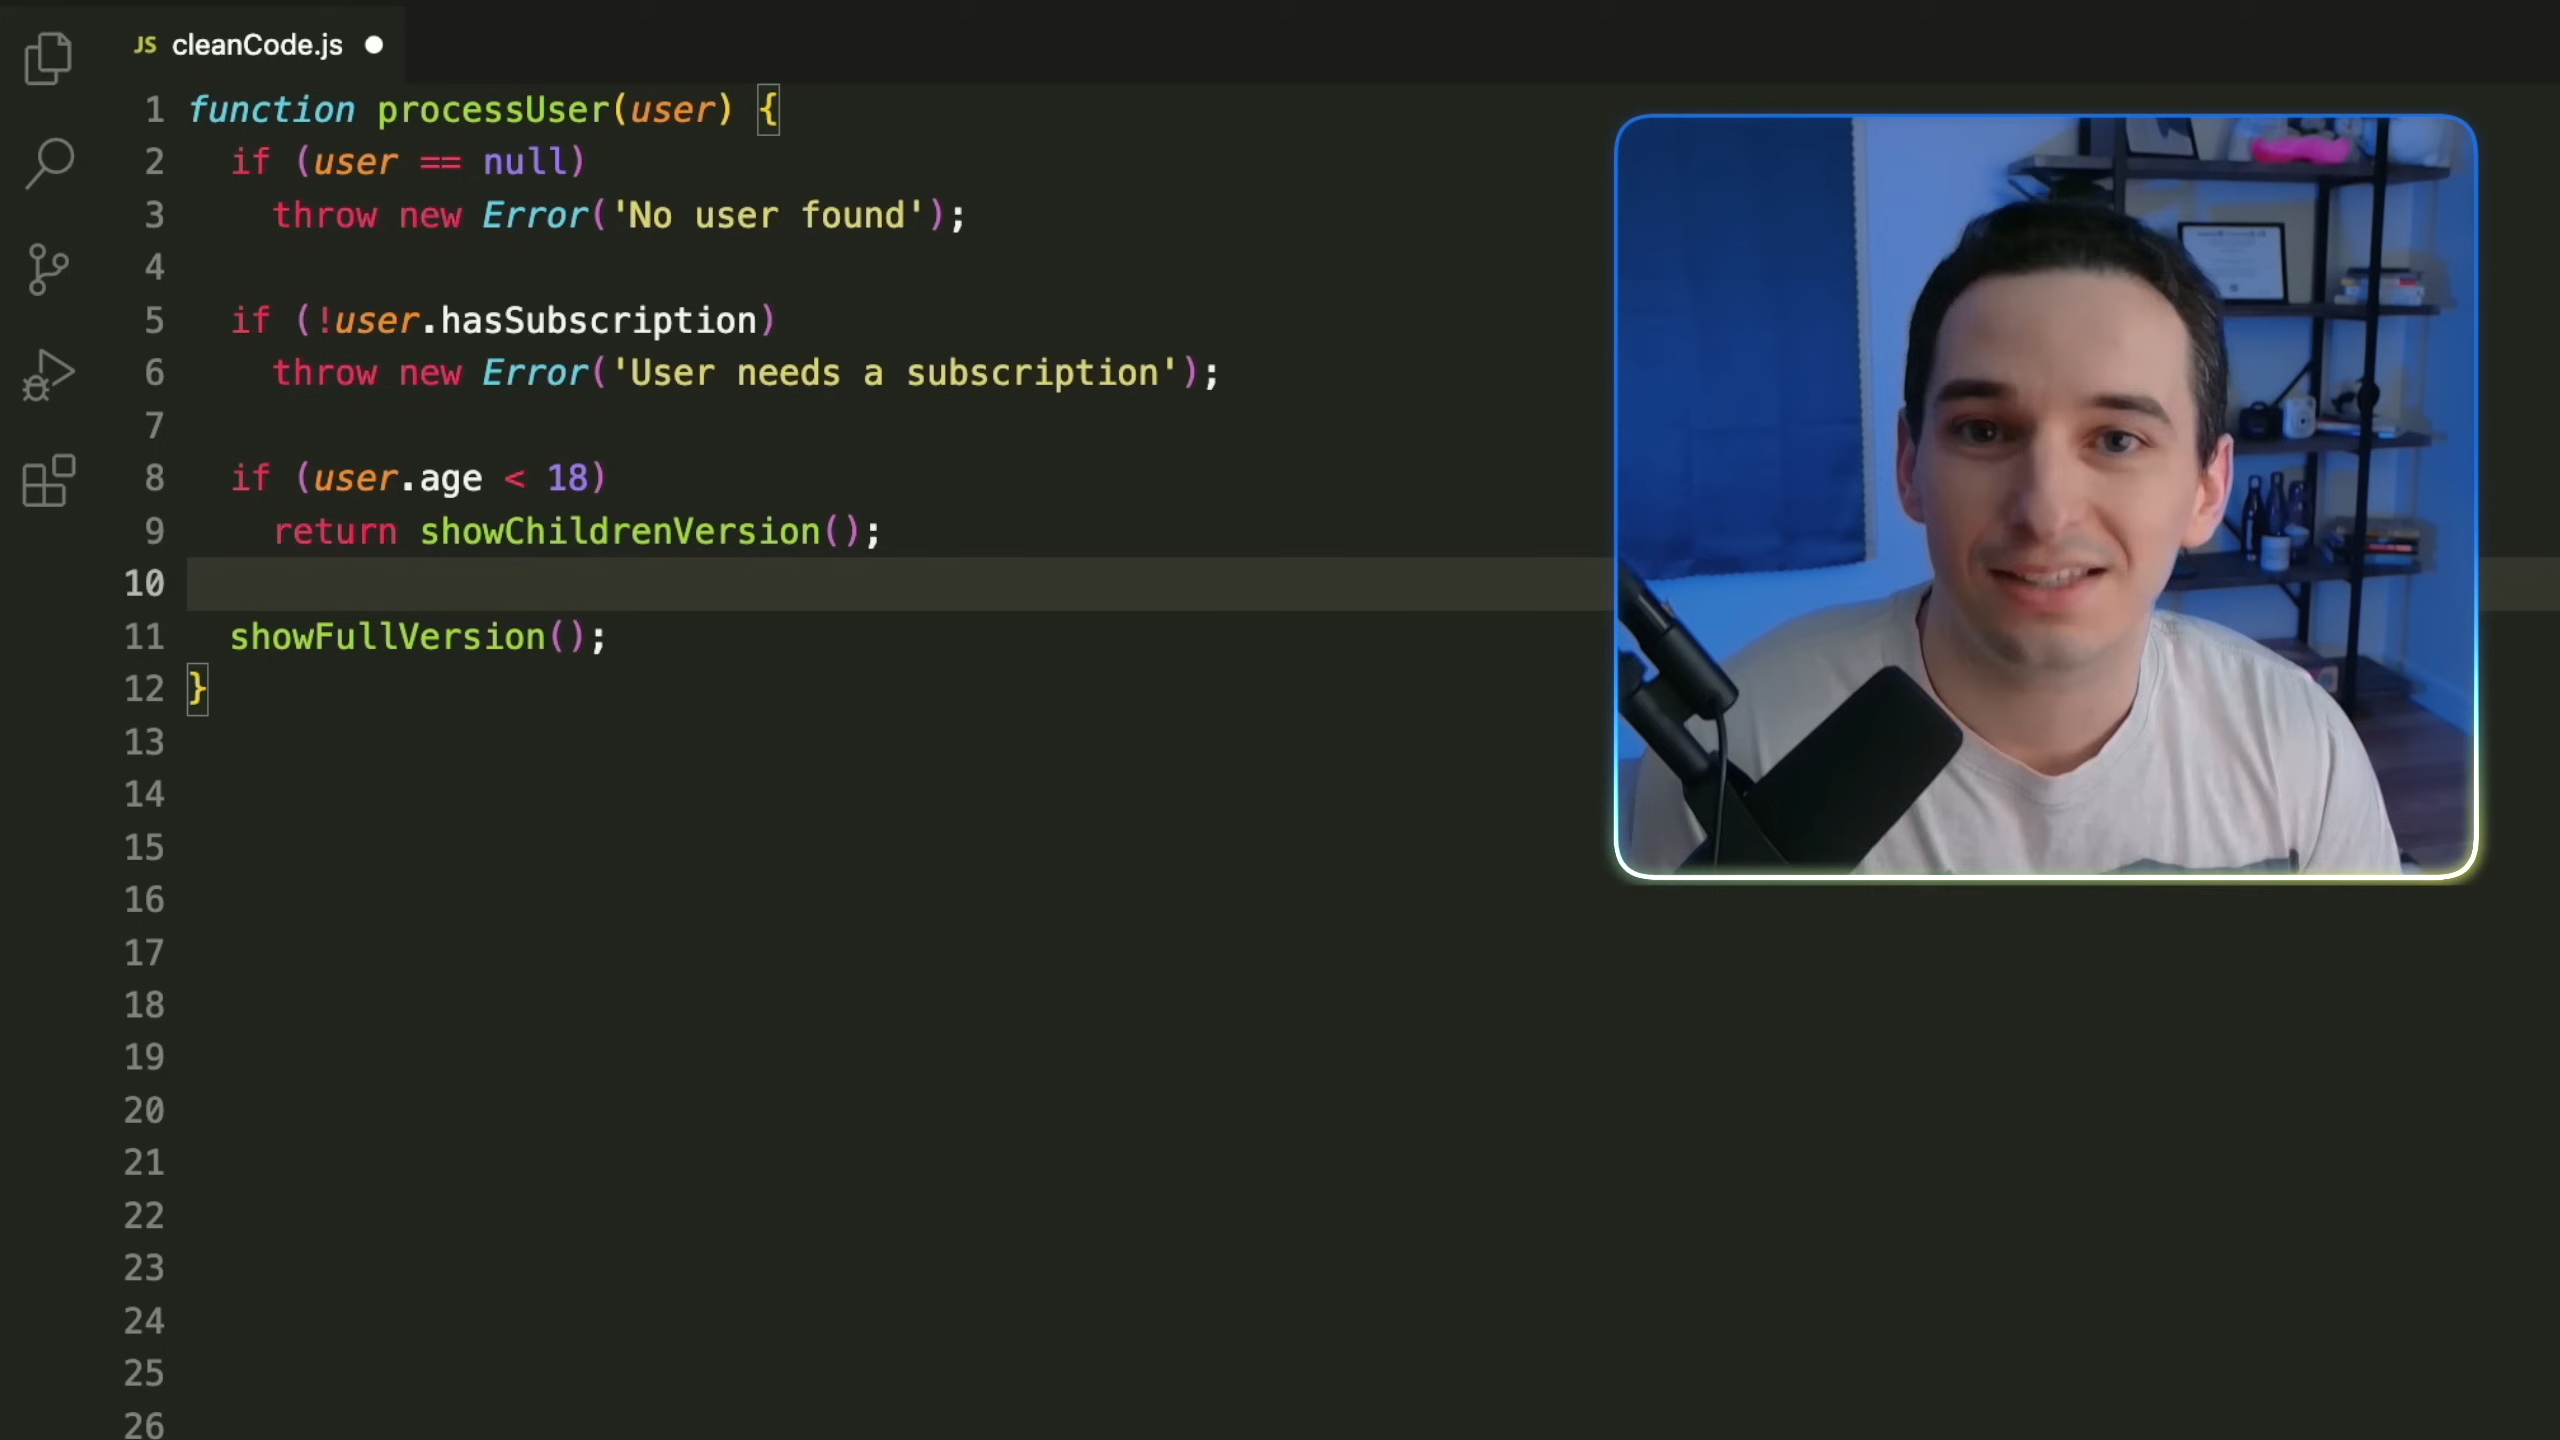 JS cleanCode.js
1 function processUser(user) {
2 if (user == null)
3 throw new Error('No user found');
4
5 if (!user.hasSubscription)
6 throw new Error('User needs a subscription');
7
8 if (user.age < 18)
9 return showChildrenVersion();
10
11 showFullVersion();
12 }
13
14
15
16
17
18
19
20
21
22
23
24
25
26